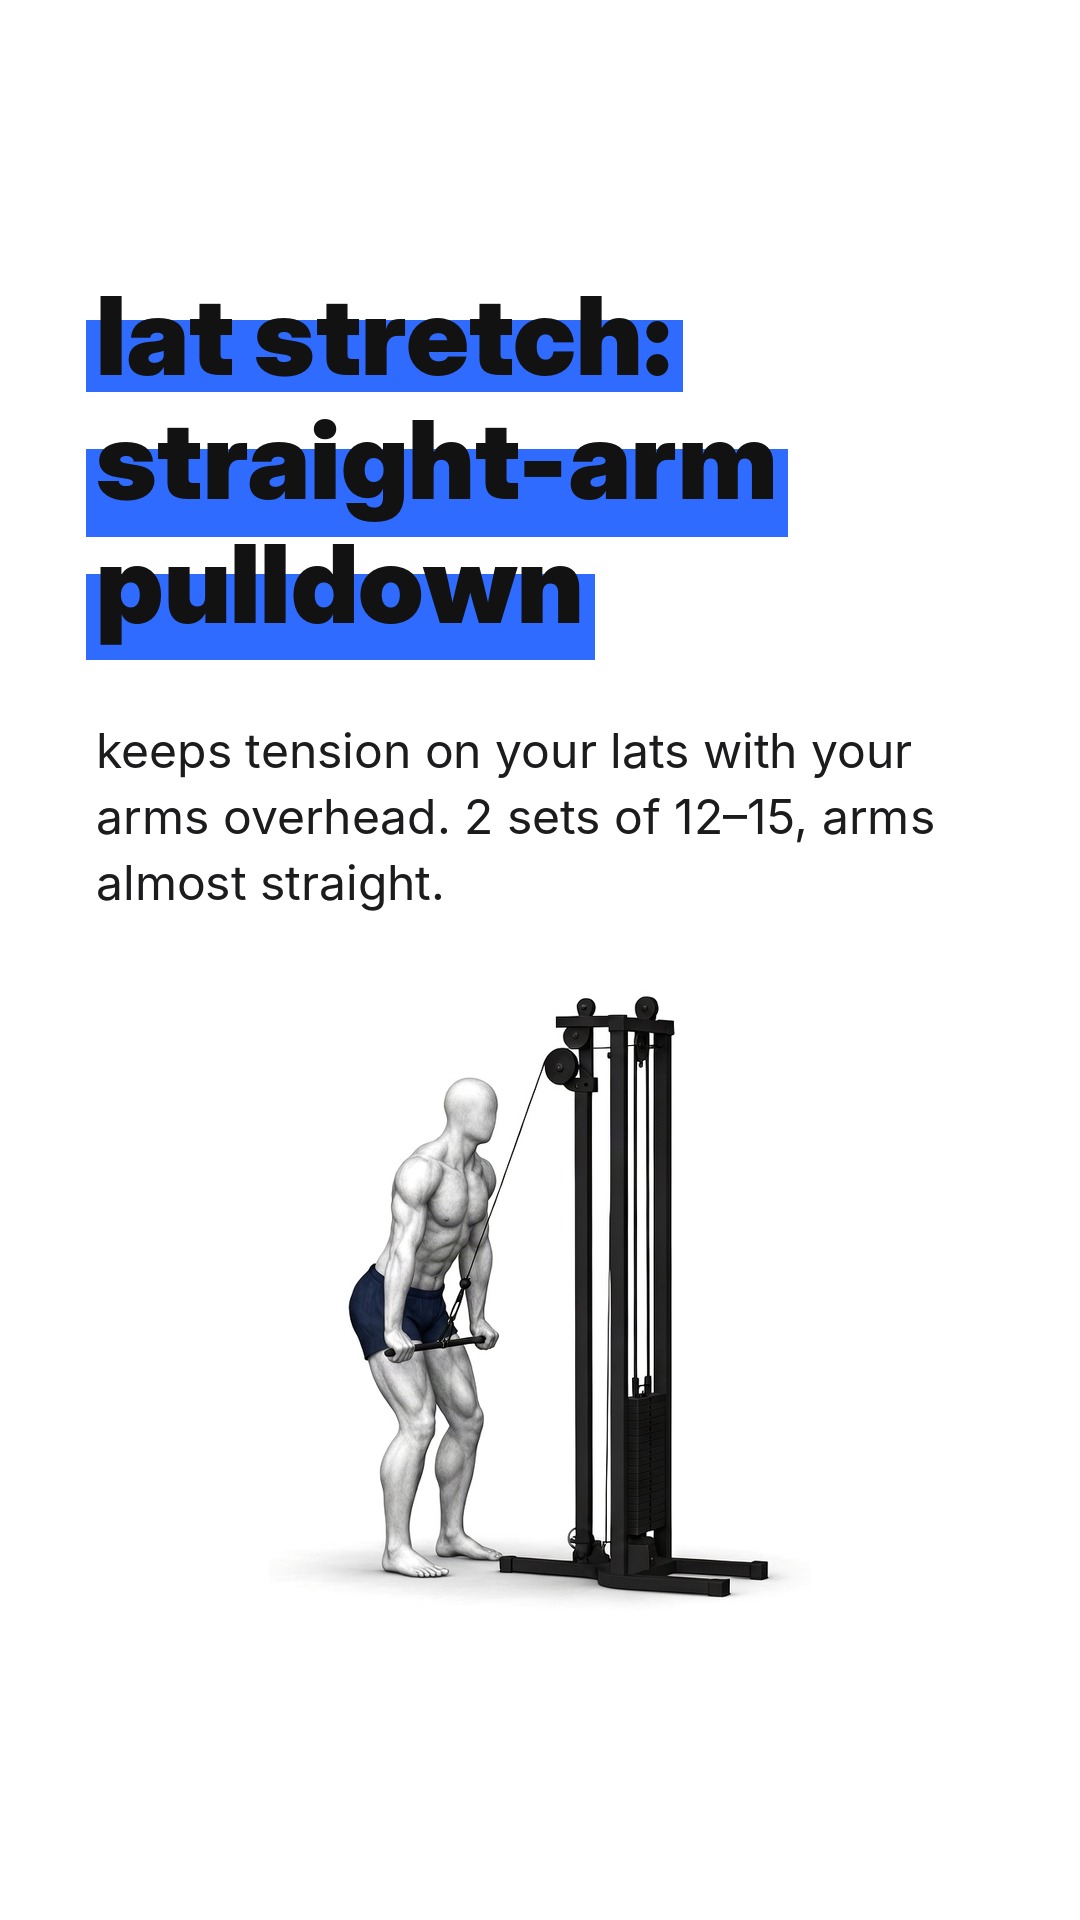 lat stretch:
straight-arm
pulldown
keeps tension on your lats with your
arms overhead. 2 sets of 12–15, arms
almost straight.